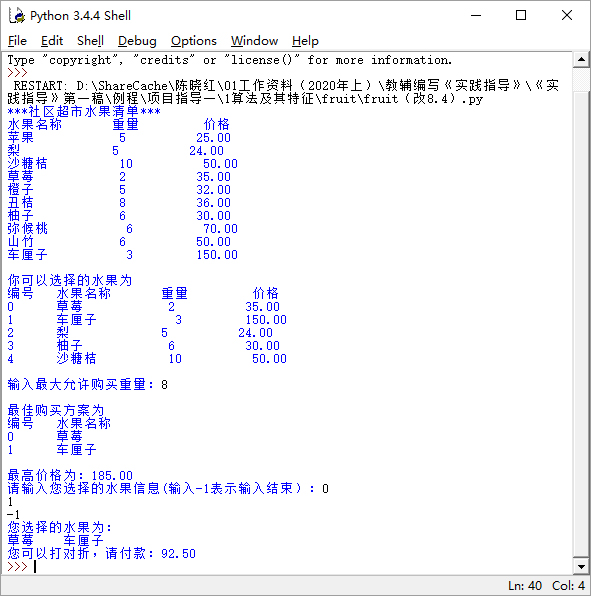 Python 3.4.4 Shell
File Edit Shell Debug Options Window Help
Type "copyright", "credits" or "license()" for more information.
>>>
RESTART: D:\ShareCache\陈晓红\01工作资料（2020年上）\教辅编写《实践指导》\《实
践指导》第一稿\例程\项目指导一\1算法及其特征\fruit\fruit（改8.4）.py
***社区超市水果清单***
水果名称 重量 价格
苹果 5 25.00
梨 5 24.00
沙糖桔 10 50.00
草莓 2 35.00
橙子 5 32.00
丑桔 8 36.00
柚子 6 30.00
弥候桃 6 70.00
山竹 6 50.00
车厘子 3 150.00
你可以选择的水果为
编号 水果名称 重量 价格
0 草莓 2 35.00
1 车厘子 3 150.00
2 梨 5 24.00
3 柚子 6 30.00
4 沙糖桔 10 50.00
输入最大允许购买重量：8
最佳购买方案为
编号 水果名称
0 草莓
1 车厘子
最高价格为：185.00
请输入您选择的水果信息(输入-1表示输入结束）：0
1
-1
您选择的水果为：
草莓 车厘子
您可以打对折，请付款：92.50
>>>
Ln: 40 Col: 4